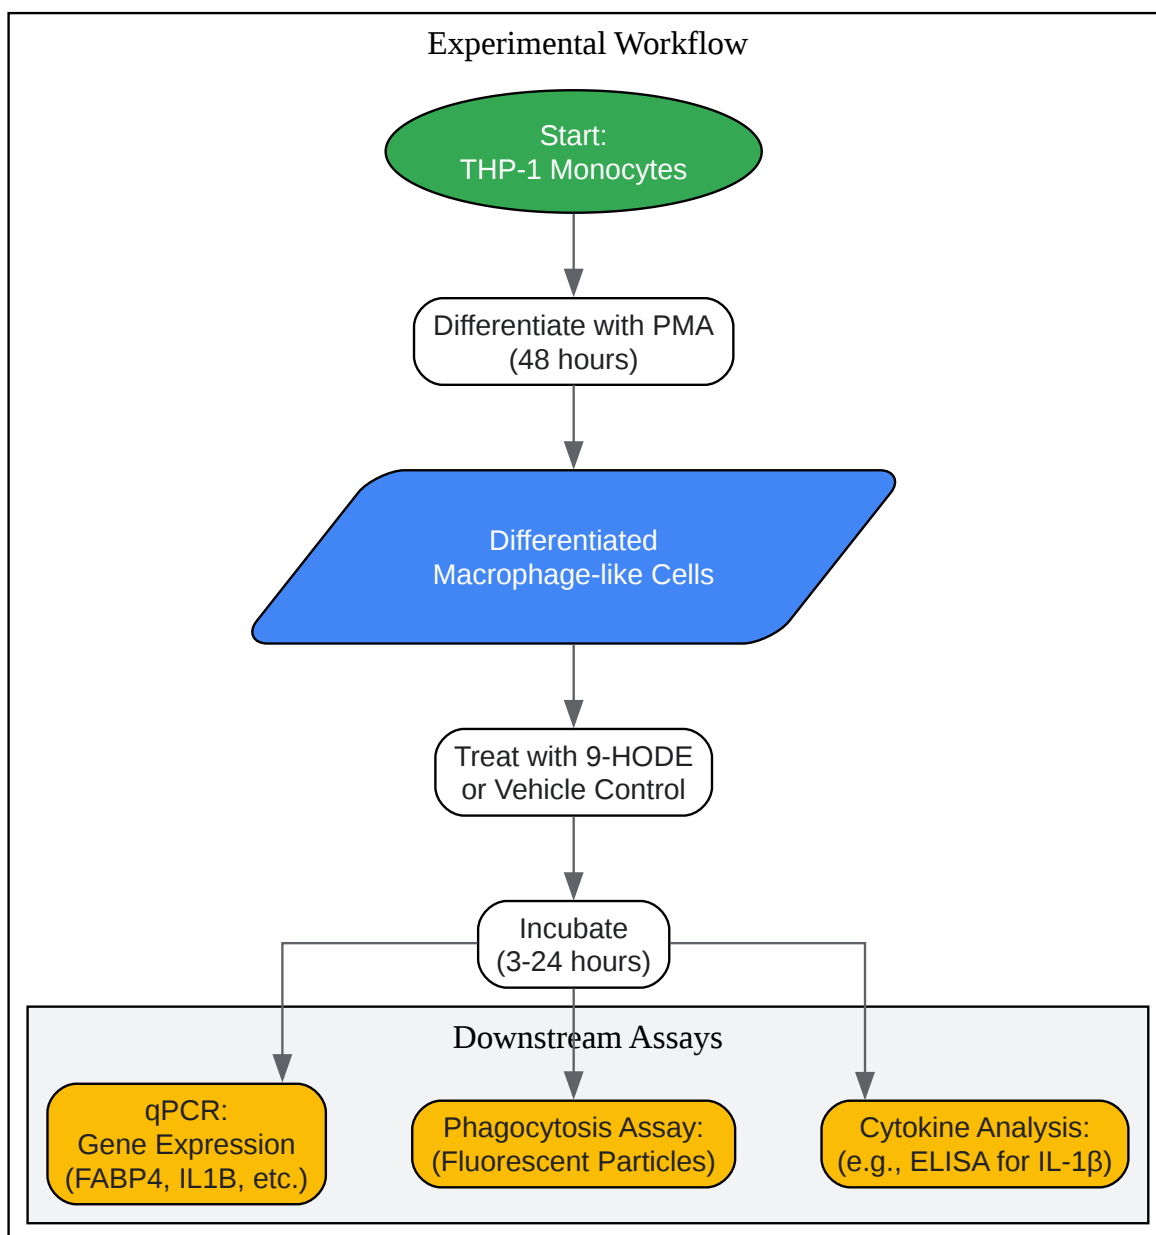 Experimental Workflow
Start:
THP-1 Monocytes
Differentiate with PMA
(48 hours)
Differentiated
Macrophage-like Cells
Treat with 9-HODE
or Vehicle Control
Incubate
(3-24 hours)
Downstream Assays
qPCR:
Gene Expression
(FABP4, IL1B, etc.)
Phagocytosis Assay:
(Fluorescent Particles)
Cytokine Analysis:
(e.g., ELISA for IL-1β)